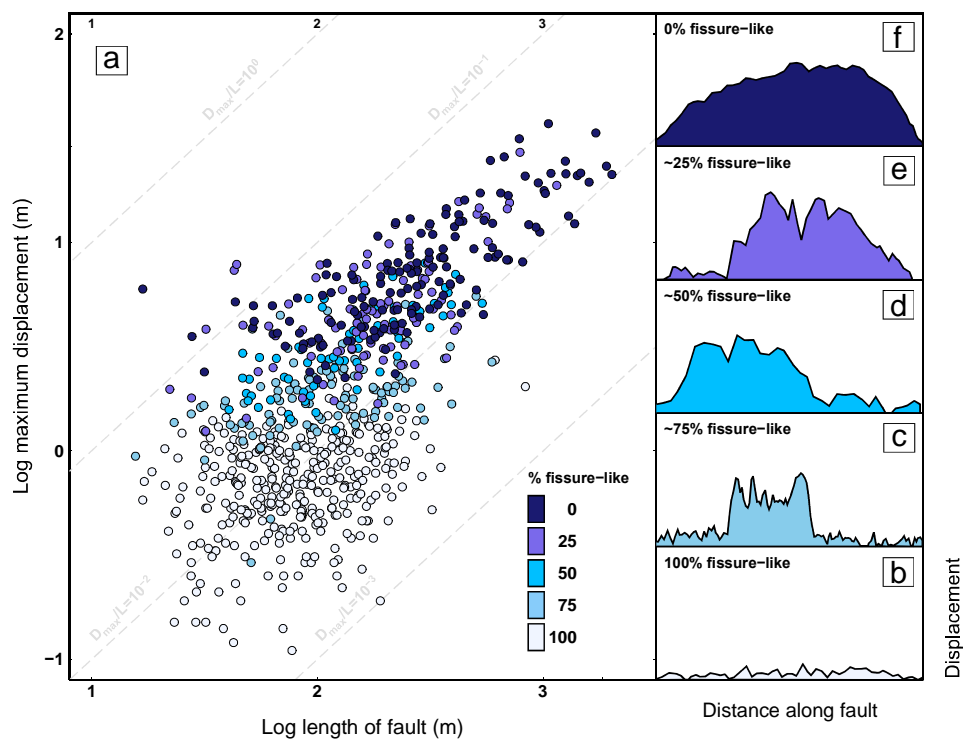 1 2 3
a
2
1
0
−1
Log maximum displacement (m)
Dmax/L=10⁰
Dmax/L=10⁻¹
Dmax/L=10⁻²
Dmax/L=10⁻³
% fissure−like
0
25
50
75
100
1 2 3
Log length of fault (m)
0% fissure−like f
~25% fissure−like e
~50% fissure−like d
~75% fissure−like c
100% fissure−like b
Displacement
Distance along fault